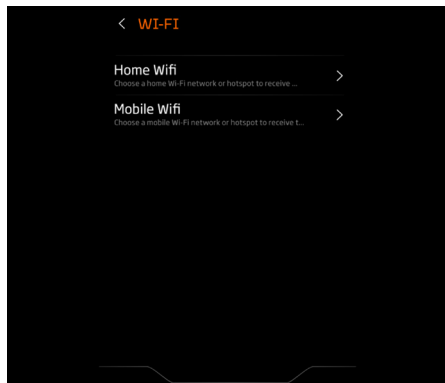 WI-FI
Home Wifi
Choose a home Wi-Fi network or hotspot to receive ...
Mobile Wifi
Choose a mobile Wi-Fi network or hotspot to receive t...